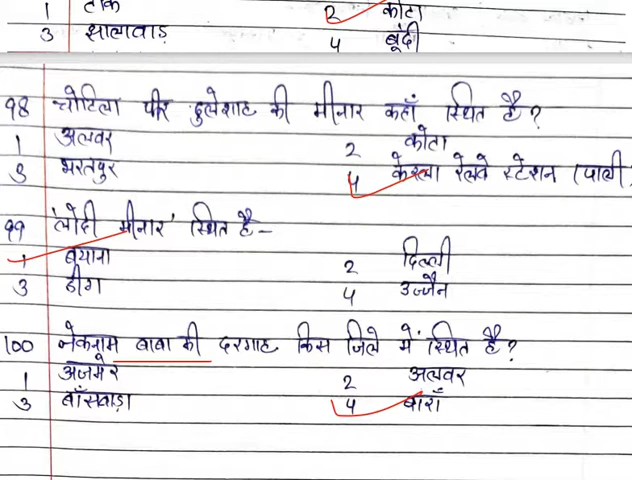 1 टोंक 2 कोटा
3 झालावाड़ 4 बूंदी
98 चोटिला पीर दुलेशाह की मीनार कहाँ स्थित है?
1 अलवर 2 कोटा
3 भरतपुर 4 केरला रेलवे स्टेशन (पाली)
99 'लोदी मीनार' स्थित है -
1 बयाना 2 दिल्ली
3 डीग 4 उज्जैन
100 नेकनाम बाबा की दरगाह किस जिले में स्थित है?
1 अजमेर 2 अलवर
3 बाँसवाड़ा 4 बाराँ